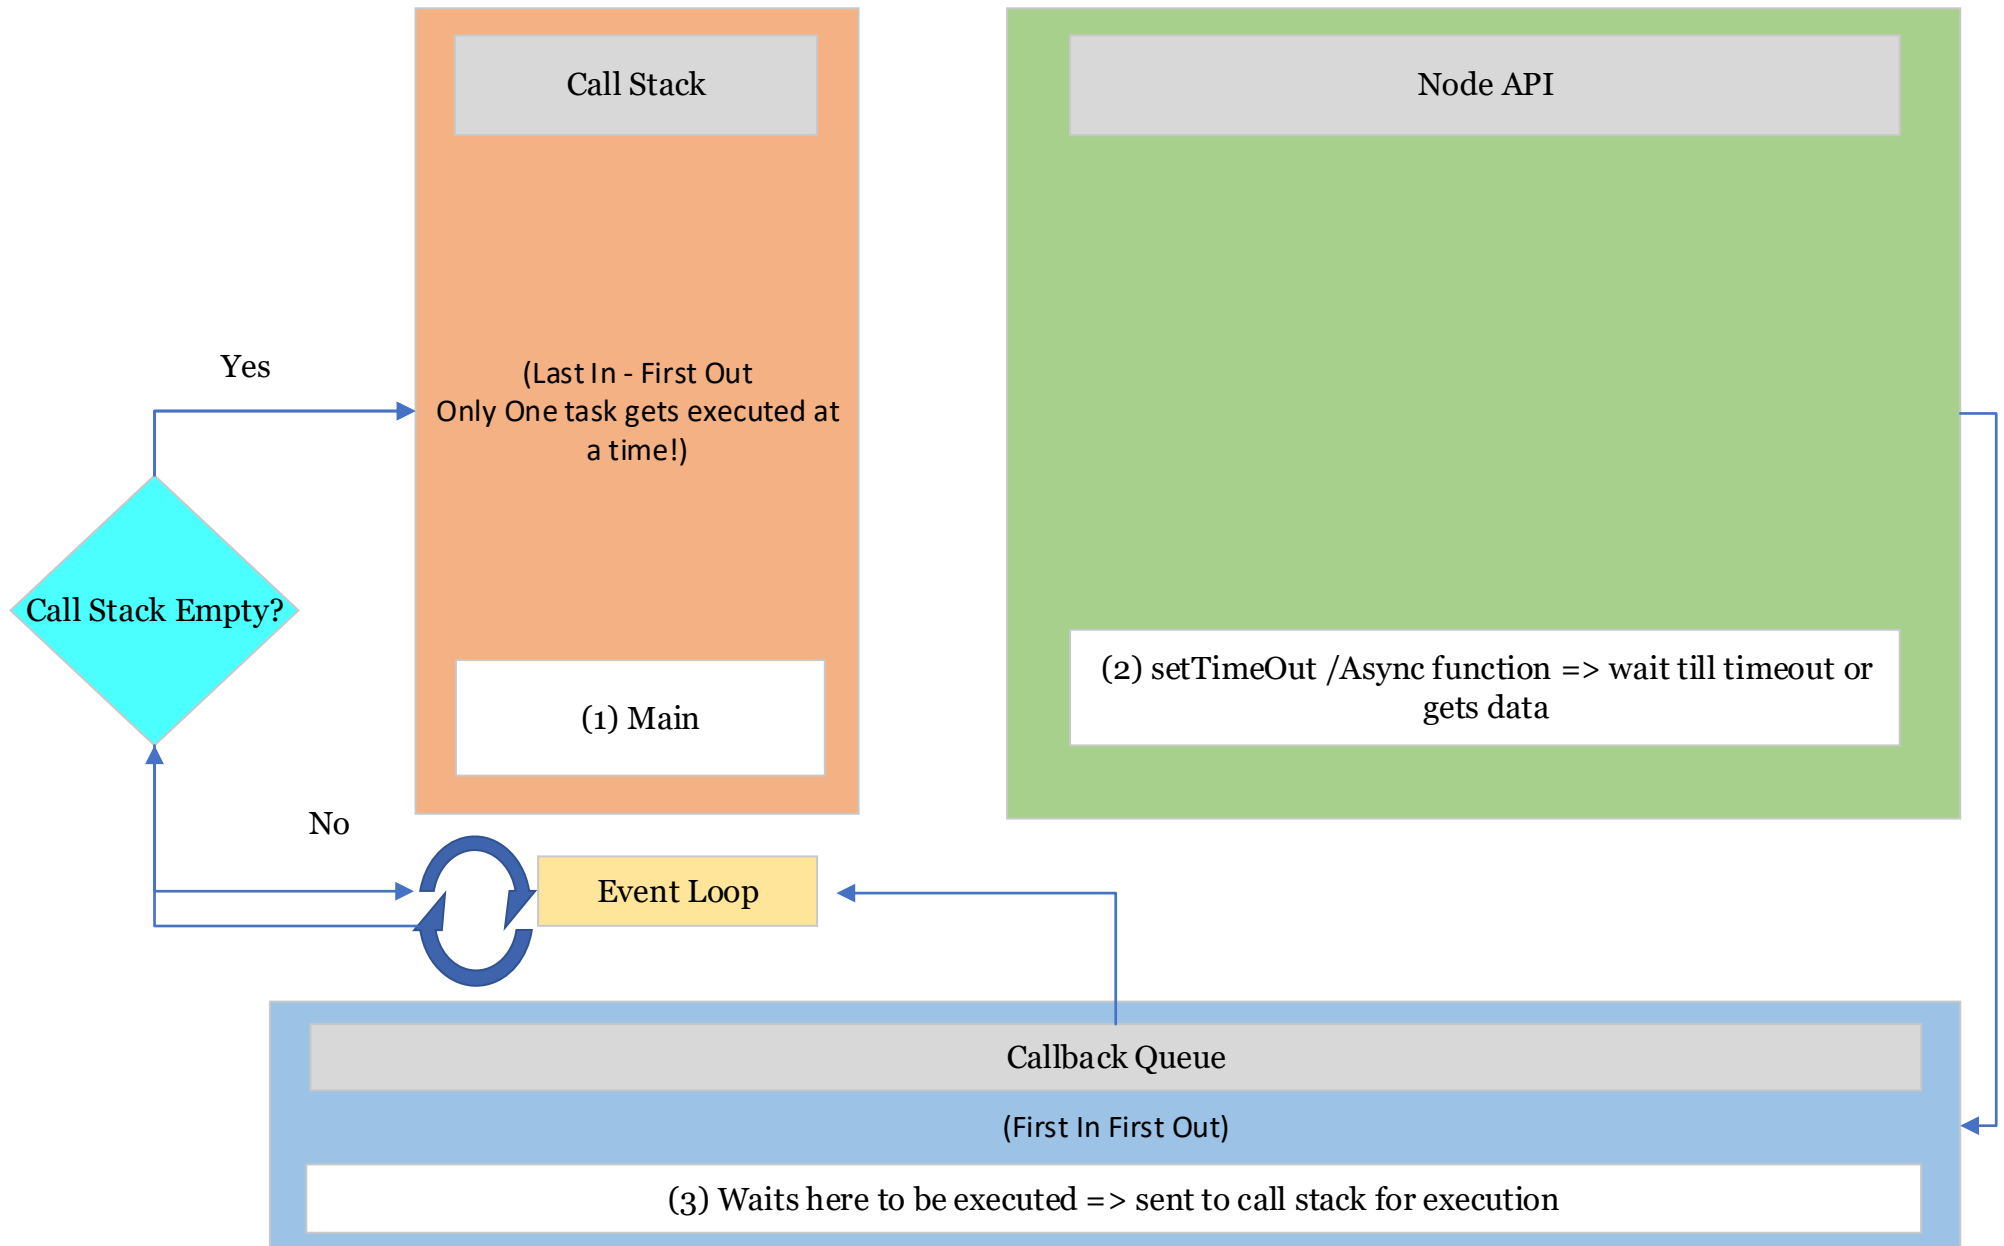 Call Stack
Node API
Yes
(Last In - First Out
Only One task gets executed at
a time!)
Call Stack Empty?
(2) setTimeOut /Async function => wait till timeout or
gets data
(1) Main
No
Event Loop
Callback Queue
(First In First Out)
(3) Waits here to be executed => sent to call stack for execution